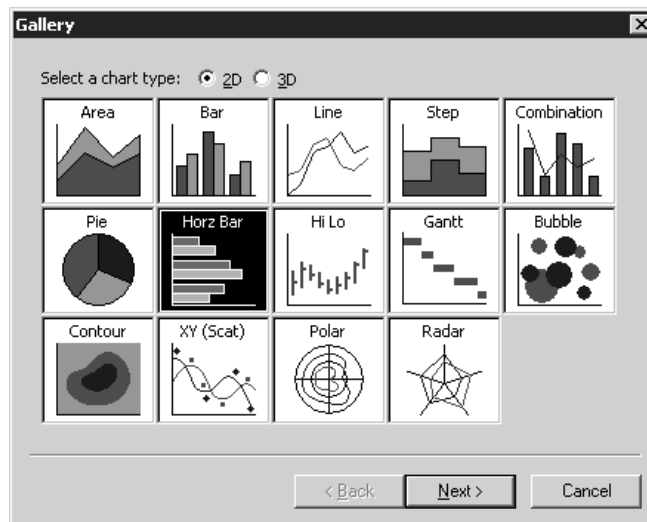 Gallery
Select a chart type: 2D 3D
Area Bar Line Step Combination
Pie Horz Bar Hi Lo Gantt Bubble
Contour XY (Scat) Polar Radar
< Back Next > Cancel